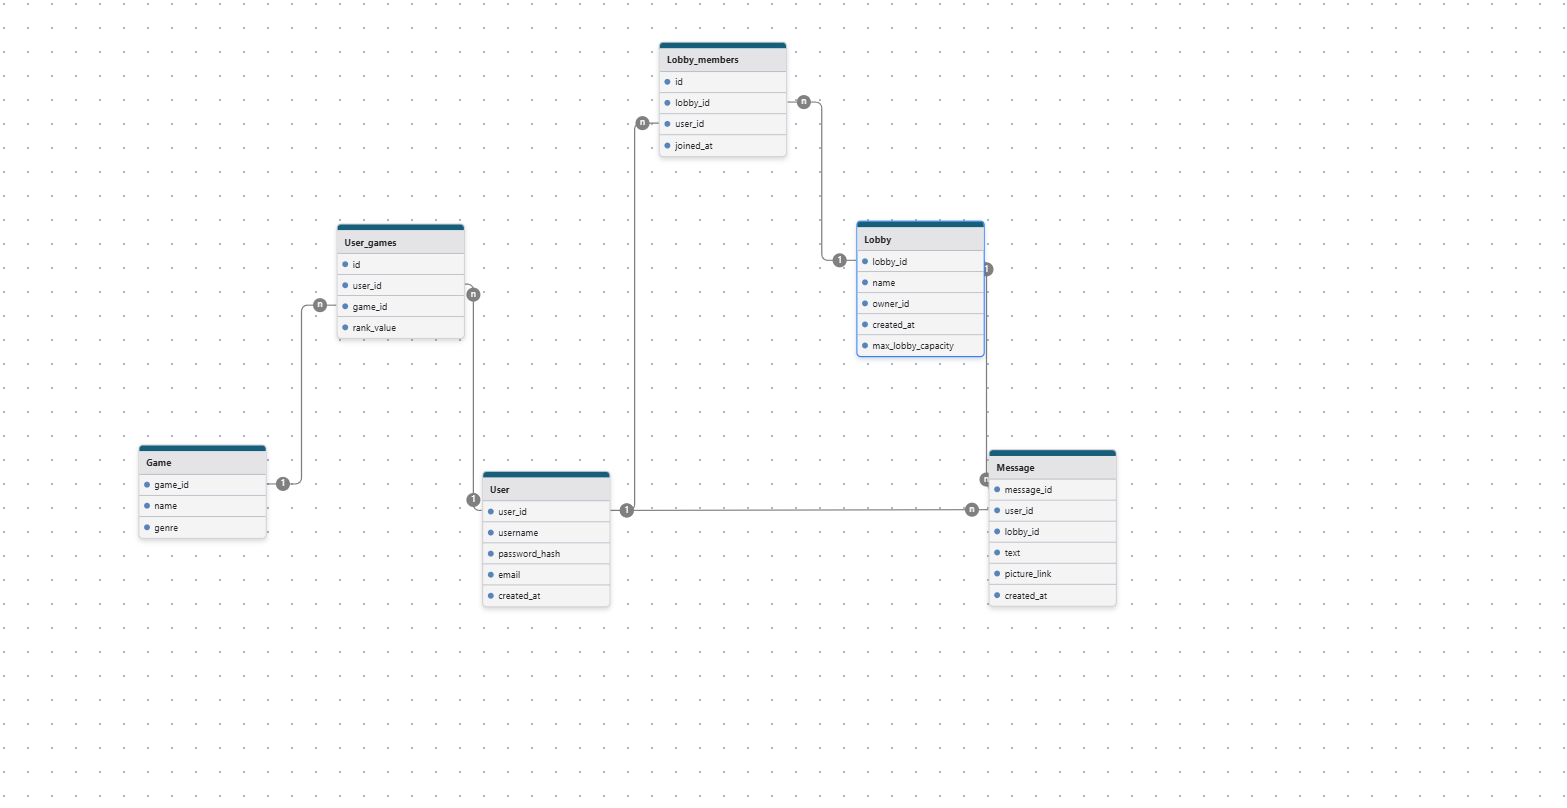 Lobby_members
id
lobby_id
user_id
joined_at
n
n
User_games
id
user_id
game_id
rank_value
n
n
Lobby
lobby_id
name
owner_id
created_at
max_lobby_capacity
1
1
Game
game_id
name
genre
1
User
user_id
username
password_hash
email
created_at
1
1
Message
message_id
user_id
lobby_id
text
picture_link
created_at
n
n